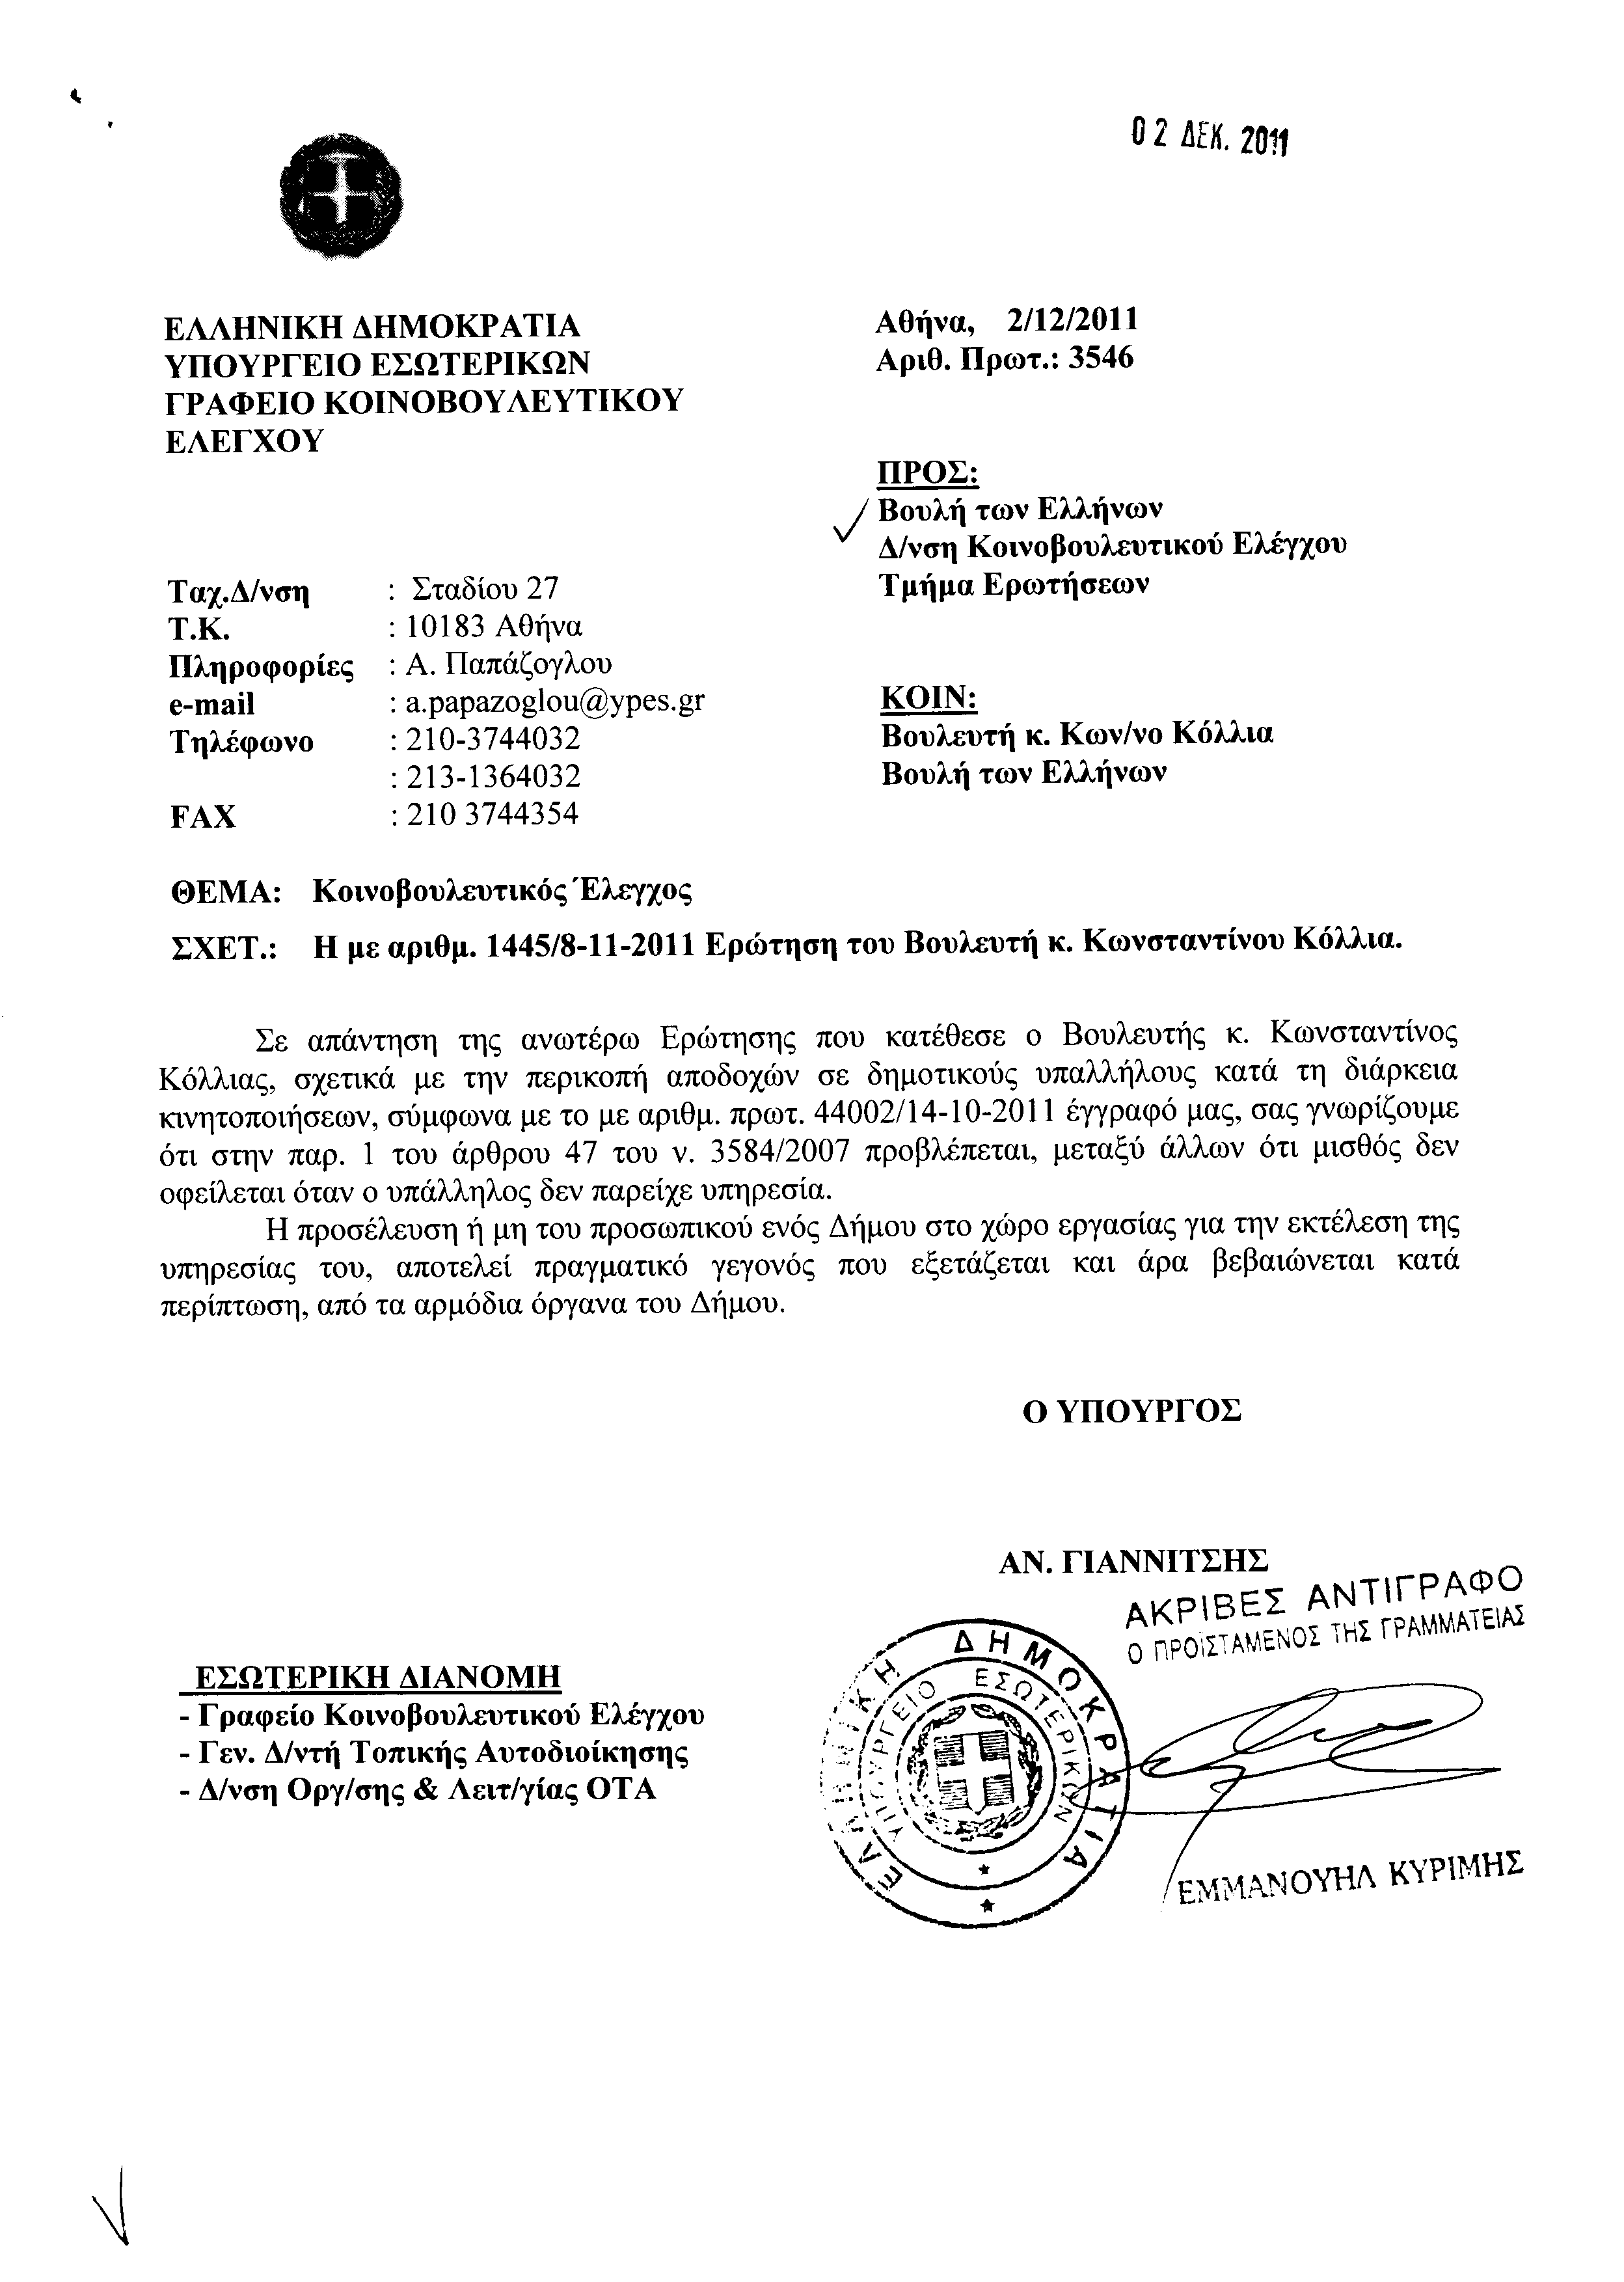 02 ΔΕΚ. 2011
ΕΛΛΗΝΙΚΗ ΔΗΜΟΚΡΑΤΙΑ
ΥΠΟΥΡΓΕΙΟ ΕΣΩΤΕΡΙΚΩΝ
ΓΡΑΦΕΙΟ ΚΟΙΝΟΒΟΥΛΕΥΤΙΚΟΥ
ΕΛΕΓΧΟΥ
Αθήνα, 2/12/2011
Αριθ. Πρωτ.: 3546
ΠΡΟΣ:
Βουλή των Ελλήνων
Δ/νση Κοινοβουλευτικού Ελέγχου
Τμήμα Ερωτήσεων
Ταχ.Δ/νση : Σταδίου 27
Τ.Κ. : 10183 Αθήνα
Πληροφορίες : Α. Παπάζογλου
e-mail : a.papazoglou@ypes.gr
Τηλέφωνο : 210-3744032
: 213-1364032
FAX : 210 3744354
ΚΟΙΝ:
Βουλευτή κ. Κων/νο Κόλλια
Βουλή των Ελλήνων
ΘΕΜΑ: Κοινοβουλευτικός Έλεγχος
ΣΧΕΤ.: Η με αριθμ. 1445/8-11-2011 Ερώτηση του Βουλευτή κ. Κωνσταντίνου Κόλλια.
Σε απάντηση της ανωτέρω Ερώτησης που κατέθεσε ο Βουλευτής κ. Κωνσταντίνος
Κόλλιας, σχετικά με την περικοπή αποδοχών σε δημοτικούς υπαλλήλους κατά τη διάρκεια
κινητοποιήσεων, σύμφωνα με το με αριθμ. πρωτ. 44002/14-10-2011 έγγραφό μας, σας γνωρίζουμε
ότι στην παρ. 1 του άρθρου 47 του ν. 3584/2007 προβλέπεται, μεταξύ άλλων ότι μισθός δεν
οφείλεται όταν ο υπάλληλος δεν παρείχε υπηρεσία.
Η προσέλευση ή μη του προσωπικού ενός Δήμου στο χώρο εργασίας για την εκτέλεση της
υπηρεσίας του, αποτελεί πραγματικό γεγονός που εξετάζεται και άρα βεβαιώνεται κατά
περίπτωση, από τα αρμόδια όργανα του Δήμου.
Ο ΥΠΟΥΡΓΟΣ
ΑΝ. ΓΙΑΝΝΙΤΣΗΣ
ΑΚΡΙΒΕΣ ΑΝΤΙΓΡΑΦΟ
Ο ΠΡΟΪΣΤΑΜΕΝΟΣ ΤΗΣ ΓΡΑΜΜΑΤΕΙΑΣ
ΕΛΛΗΝΙΚΗ ΔΗΜΟΚΡΑΤΙΑ
ΥΠΟΥΡΓΕΙΟ ΕΣΩΤΕΡΙΚΩΝ
ΕΜΜΑΝΟΥΗΛ ΚΥΡΙΜΗΣ
ΕΣΩΤΕΡΙΚΗ ΔΙΑΝΟΜΗ
- Γραφείο Κοινοβουλευτικού Ελέγχου
- Γεν. Δ/ντή Τοπικής Αυτοδιοίκησης
- Δ/νση Οργ/σης & Λειτ/γίας ΟΤΑ